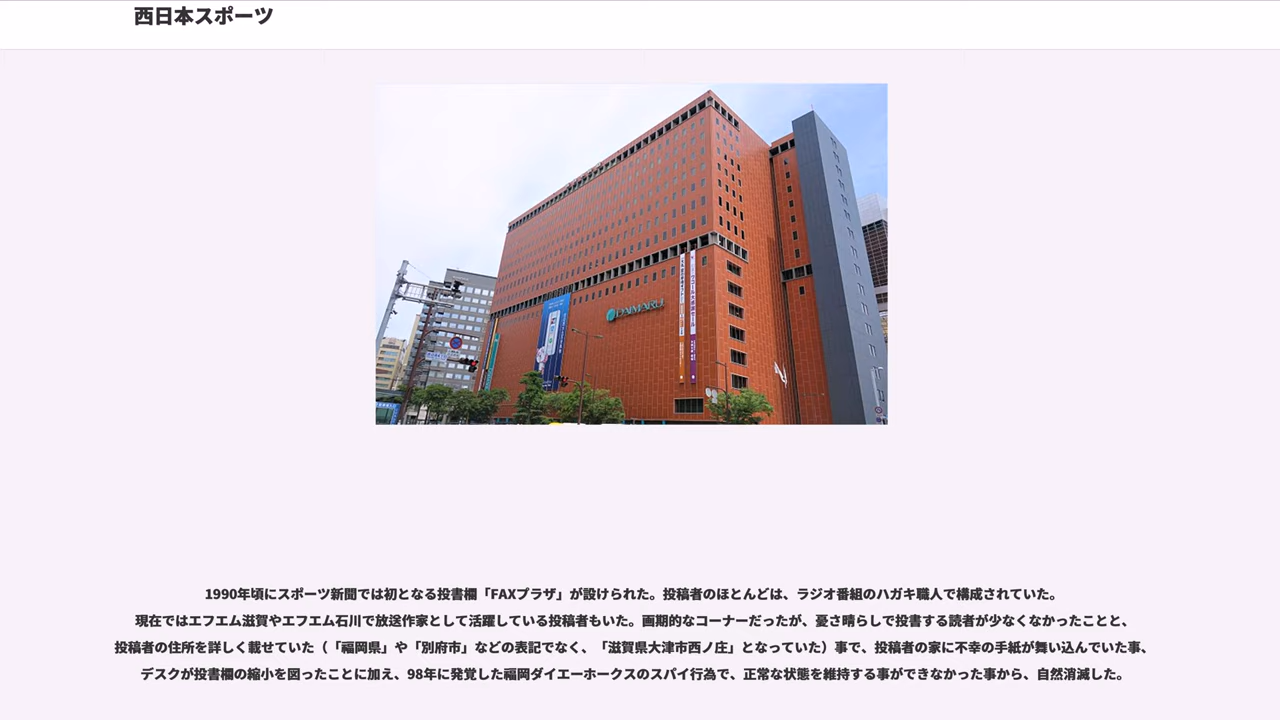 西日本スポーツ
DAIMARU
1990年頃にスポーツ新聞では初となる投書欄「FAXプラザ」が設けられた。投稿者のほとんどは、ラジオ番組のハガキ職人で構成されていた。
現在ではエフエム滋賀やエフエム石川で放送作家として活躍している投稿者もいた。画期的なコーナーだったが、憂さ晴らしで投書する読者が少なくなかったことと、
投稿者の住所を詳しく載せていた（「福岡県」や「別府市」などの表記でなく、「滋賀県大津市西ノ庄」となっていた）事で、投稿者の家に不幸の手紙が舞い込んでいた事、
デスクが投書欄の縮小を図ったことに加え、98年に発覚した福岡ダイエーホークスのスパイ行為で、正常な状態を維持する事ができなかった事から、自然消滅した。